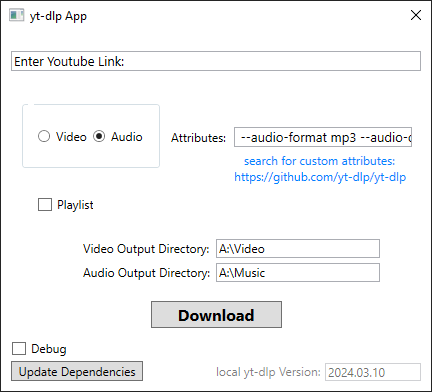 yt-dlp App
Enter Youtube Link:
Video Audio Attributes: --audio-format mp3 --audio-
search for custom attributes:
https://github.com/yt-dlp/yt-dlp
Playlist
Video Output Directory: A:\Video
Audio Output Directory: A:\Music
Download
Debug
Update Dependencies local yt-dlp Version: 2024.03.10